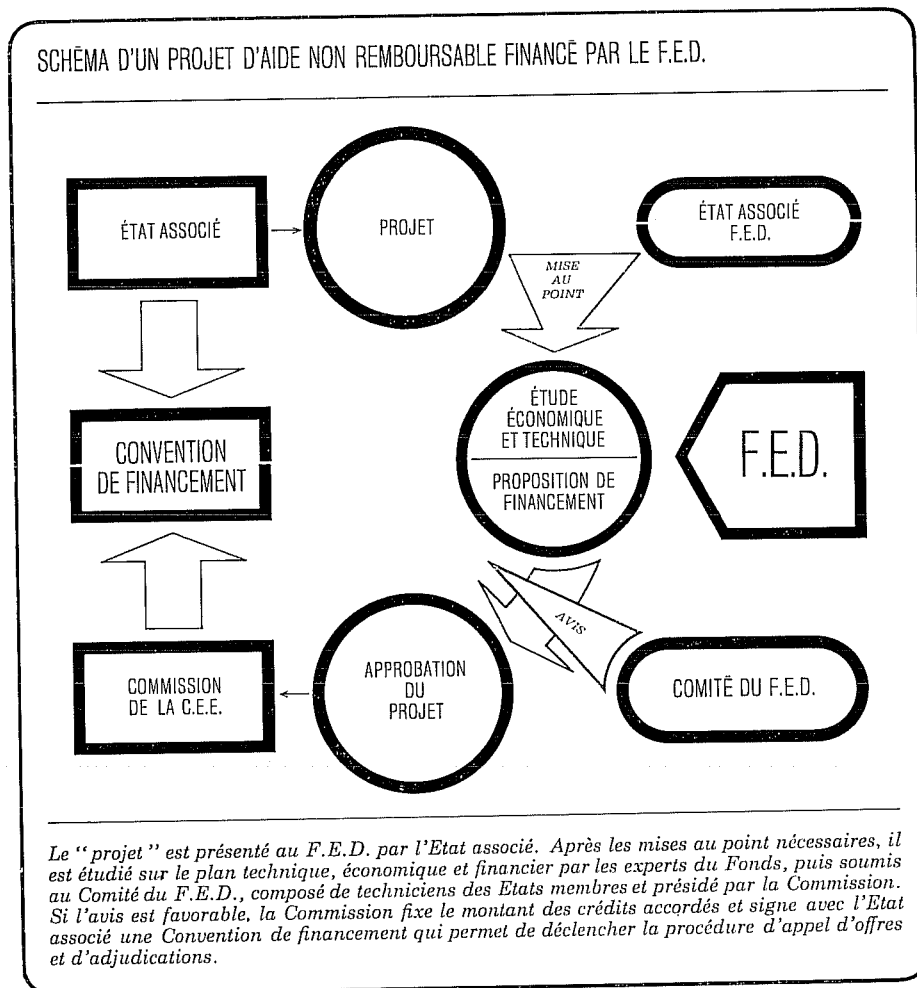 SCHÉMA D'UN PROJET D'AIDE NON REMBOURSABLE FINANCÉ PAR LE F.E.D.
ÉTAT ASSOCIÉ
PROJET
ÉTAT ASSOCIÉ
F.E.D.
MISE
AU
POINT
CONVENTION
DE FINANCEMENT
ÉTUDE
ÉCONOMIQUE
ET TECHNIQUE
PROPOSITION DE
FINANCEMENT
F.E.D.
AVIS
COMMISSION
DE LA C.E.E.
APPROBATION
DU
PROJET
COMITÉ DU F.E.D.
Le “projet” est présenté au F.E.D. par l'Etat associé. Après les mises au point nécessaires, il
est étudié sur le plan technique, économique et financier par les experts du Fonds, puis soumis
au Comité du F.E.D., composé de techniciens des Etats membres et présidé par la Commission.
Si l'avis est favorable, la Commission fixe le montant des crédits accordés et signe avec l'Etat
associé une Convention de financement qui permet de déclencher la procédure d'appel d'offres
et d'adjudications.